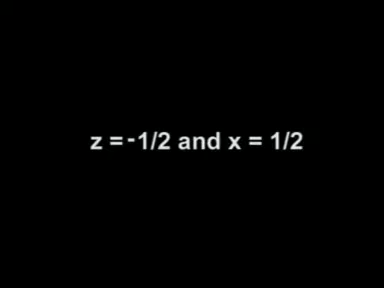 z =-1/2 and x = 1/2